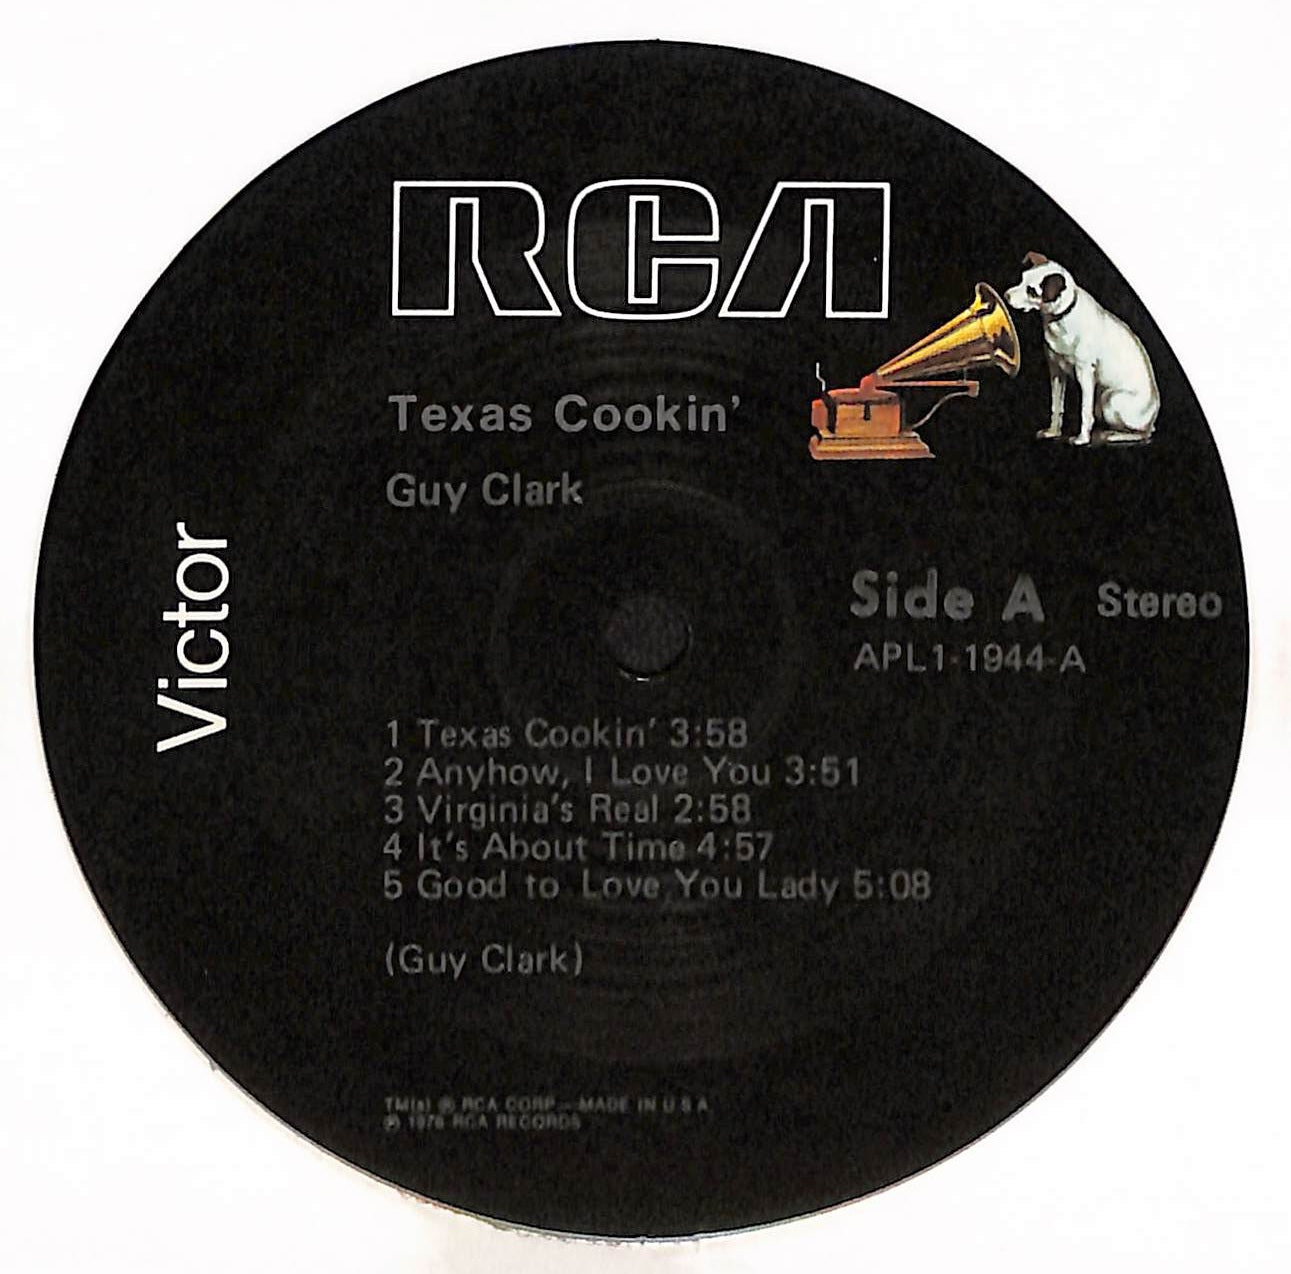 RCA
Texas Cookin'
Guy Clark
Victor
Side A Stereo
APL1-1944-A
1 Texas Cookin' 3:58
2 Anyhow, I Love You 3:51
3 Virginia's Real 2:58
4 It's About Time 4:57
5 Good to Love You Lady 5:08
(Guy Clark)
TM(s) ® RCA CORP – MADE IN U S A
℗ 1976 RCA RECORDS